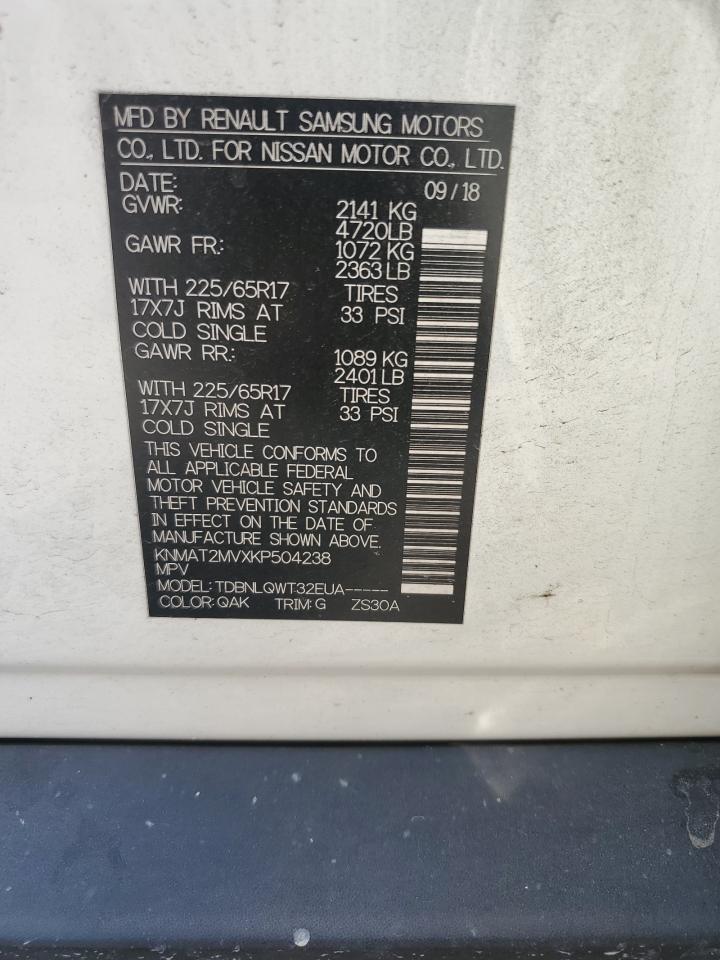 MFD BY RENAULT SAMSUNG MOTORS
CO., LTD. FOR NISSAN MOTOR CO., LTD.
DATE: 09/18
GVWR: 2141 KG
4720LB
GAWR FR: 1072 KG
2363LB
WITH 225/65R17 TIRES
17X7J RIMS AT 33 PSI
COLD SINGLE
GAWR RR: 1089 KG
2401LB
WITH 225/65R17 TIRES
17X7J RIMS AT 33 PSI
COLD SINGLE
THIS VEHICLE CONFORMS TO
ALL APPLICABLE FEDERAL
MOTOR VEHICLE SAFETY AND
THEFT PREVENTION STANDARDS
IN EFFECT ON THE DATE OF
MANUFACTURE SHOWN ABOVE.
KNMAT2MVXKP504238
MPV
MODEL: TDBNLQWT32EUA-----
COLOR: QAK TRIM: G ZS30A